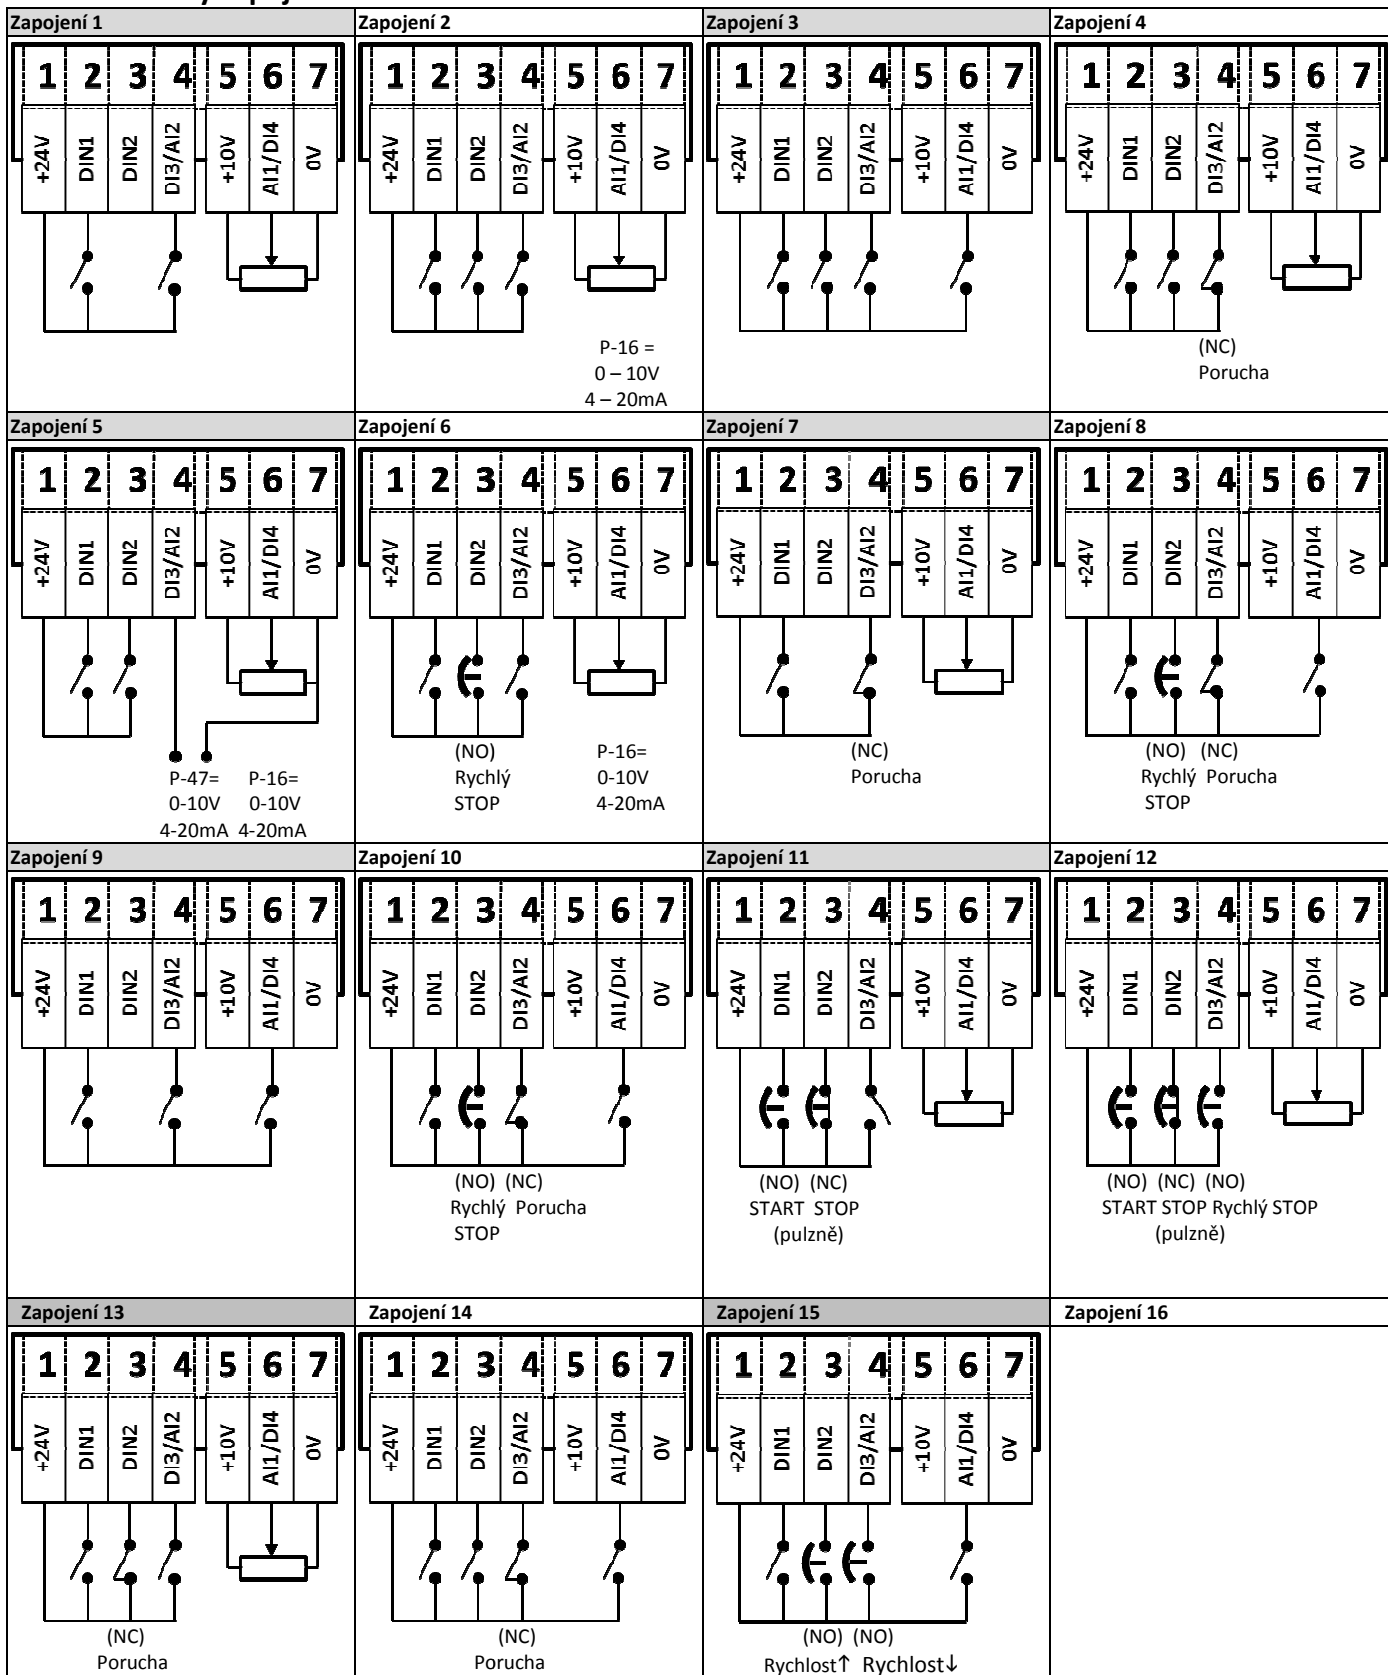 Zapojení 1
1 2 3 4 5 6 7
+24V DIN1 DIN2 DI3/AI2 +10V AI1/DI4 0V
Zapojení 2
1 2 3 4 5 6 7
+24V DIN1 DIN2 DI3/AI2 +10V AI1/DI4 0V
P-16 =
0 – 10V
4 – 20mA
Zapojení 3
1 2 3 4 5 6 7
+24V DIN1 DIN2 DI3/AI2 +10V AI1/DI4 0V
Zapojení 4
1 2 3 4 5 6 7
+24V DIN1 DIN2 DI3/AI2 +10V AI1/DI4 0V
(NC)
Porucha
Zapojení 5
1 2 3 4 5 6 7
+24V DIN1 DIN2 DI3/AI2 +10V AI1/DI4 0V
P-47= P-16=
0-10V 0-10V
4-20mA 4-20mA
Zapojení 6
1 2 3 4 5 6 7
+24V DIN1 DIN2 DI3/AI2 +10V AI1/DI4 0V
(NO) P-16=
Rychlý 0-10V
STOP 4-20mA
Zapojení 7
1 2 3 4 5 6 7
+24V DIN1 DIN2 DI3/AI2 +10V AI1/DI4 0V
(NC)
Porucha
Zapojení 8
1 2 3 4 5 6 7
+24V DIN1 DIN2 DI3/AI2 +10V AI1/DI4 0V
(NO) (NC)
Rychlý Porucha
STOP
Zapojení 9
1 2 3 4 5 6 7
+24V DIN1 DIN2 DI3/AI2 +10V AI1/DI4 0V
Zapojení 10
1 2 3 4 5 6 7
+24V DIN1 DIN2 DI3/AI2 +10V AI1/DI4 0V
(NO) (NC)
Rychlý Porucha
STOP
Zapojení 11
1 2 3 4 5 6 7
+24V DIN1 DIN2 DI3/AI2 +10V AI1/DI4 0V
(NO) (NC)
START STOP
(pulzně)
Zapojení 12
1 2 3 4 5 6 7
+24V DIN1 DIN2 DI3/AI2 +10V AI1/DI4 0V
(NO) (NC) (NO)
START STOP Rychlý STOP
(pulzně)
Zapojení 13
1 2 3 4 5 6 7
+24V DIN1 DIN2 DI3/AI2 +10V AI1/DI4 0V
(NC)
Porucha
Zapojení 14
1 2 3 4 5 6 7
+24V DIN1 DIN2 DI3/AI2 +10V AI1/DI4 0V
(NC)
Porucha
Zapojení 15
1 2 3 4 5 6 7
+24V DIN1 DIN2 DI3/AI2 +10V AI1/DI4 0V
(NO) (NO)
Rychlost↑ Rychlost↓
Zapojení 16